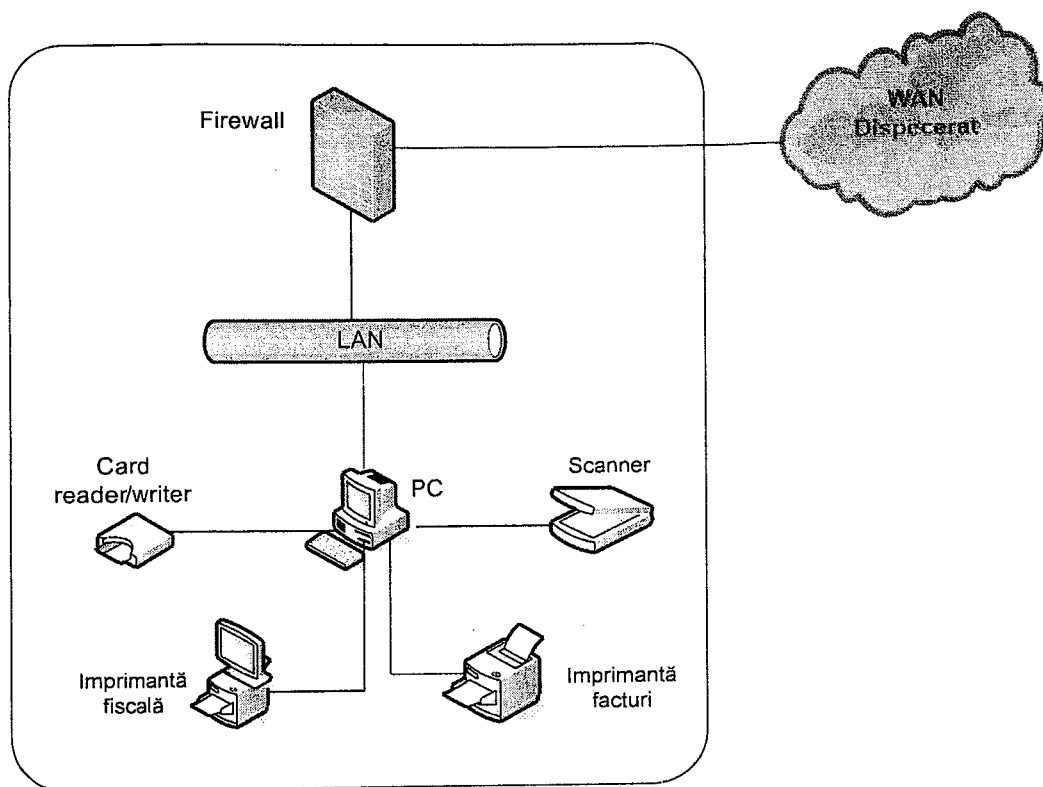 Firewall
WAN
Dispecerat
LAN
Card
reader/writer
PC
Scanner
Imprimantă
fiscală
Imprimantă
facturi